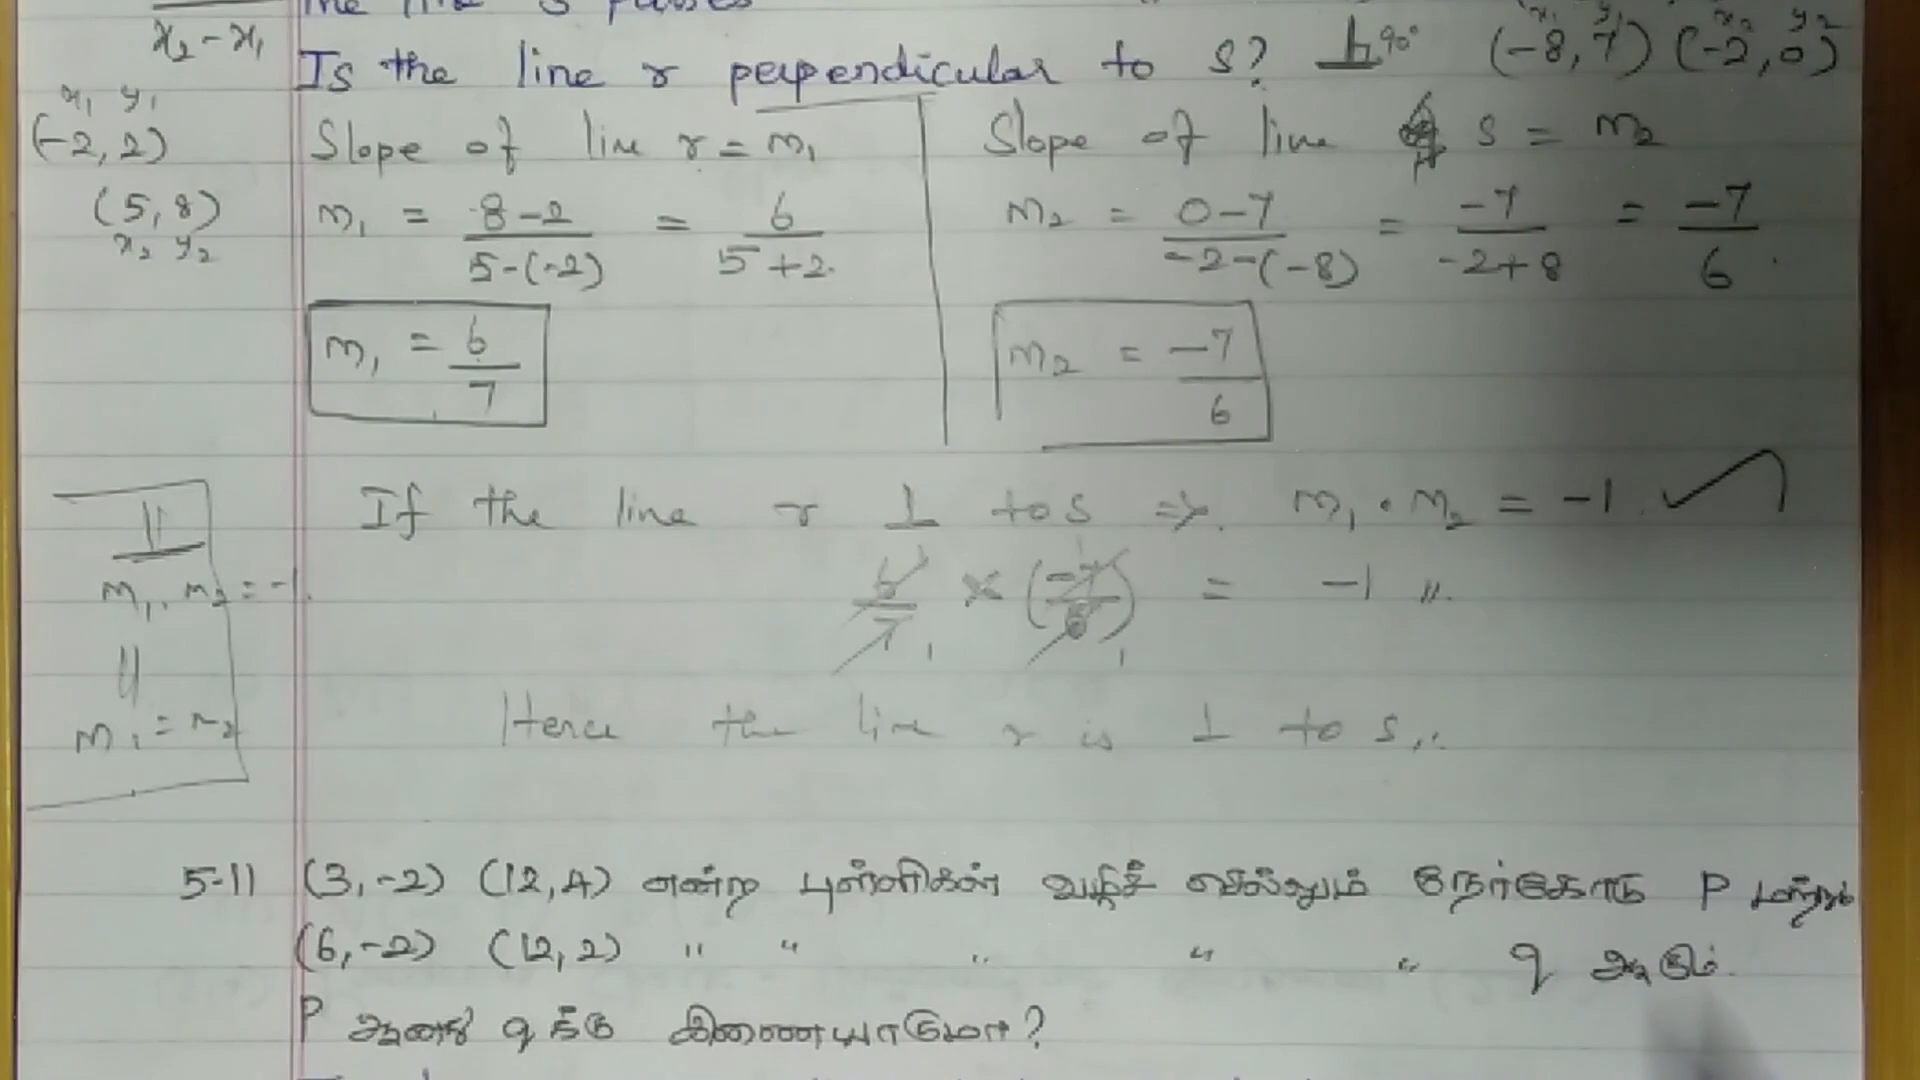 x₂-x₁
Is the line r perpendicular to S? 90° (-8,7) (-2,0)
x₁ y₁
(-2,2)
(5,8)
x₂ y₂
Slope of line r = m₁
m₁ = 8-2/5-(-2) = 6/5+2
m₁ = 6/7
Slope of line S = m₂
m₂ = 0-7/-2-(-8) = -7/-2+8 = -7/6
m₂ = -7/6
If the line r ⊥ to S ⇒ m₁ · m₂ = -1
6/7 × (-7/6) = -1
m₁ . m₂ = -1
||
m₁ = m₂
Hence the line r is ⊥ to S
5-11 (3,-2) (12,4) என்ற புள்ளிகள் வழிச் செல்லும் நேர்கோடு P மற்றும்
(6,-2) (12,2) " " " " " q ஆகும்.
P ஆனது q க்கு இணையாகுமா?